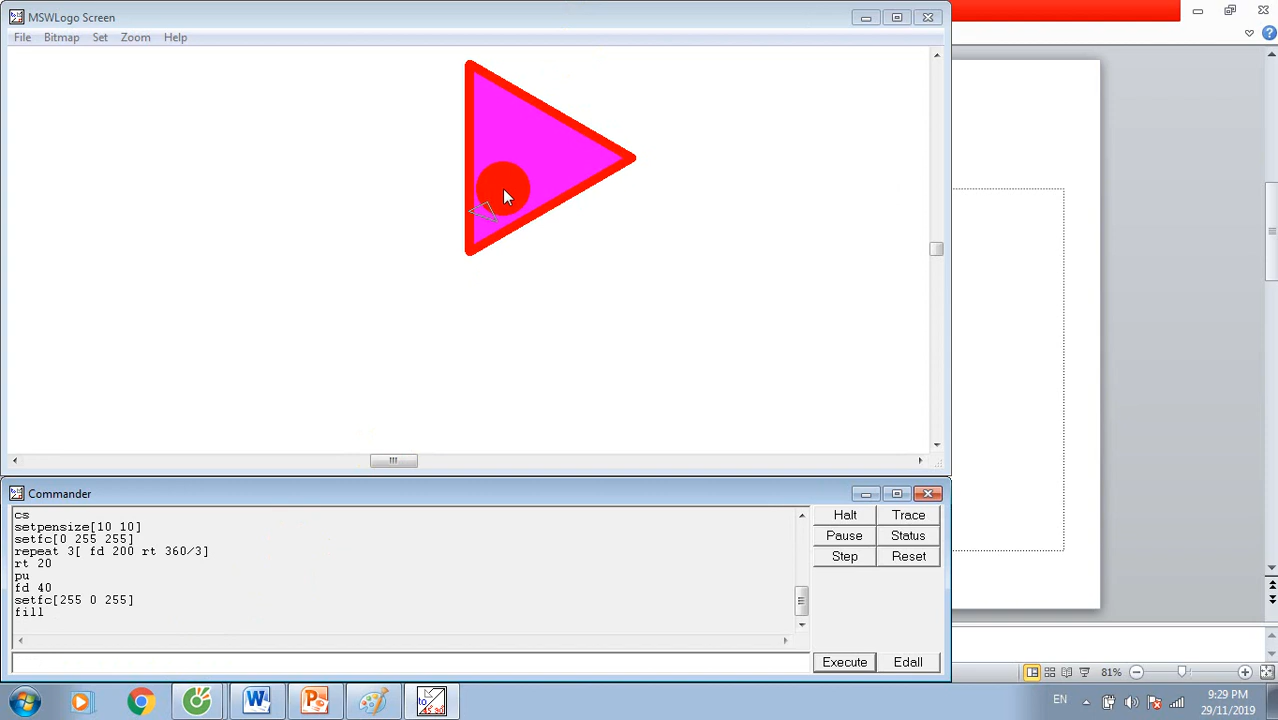 MSWLogo Screen
File Bitmap Set Zoom Help
Commander
cs
setpensize[10 10]
setfc[0 255 255]
repeat 3[ fd 200 rt 360/3]
rt 20
pu
fd 40
setfc[255 0 255]
fill
Halt Trace
Pause Status
Step Reset
Execute Edall
81%
EN
9:29 PM
29/11/2019